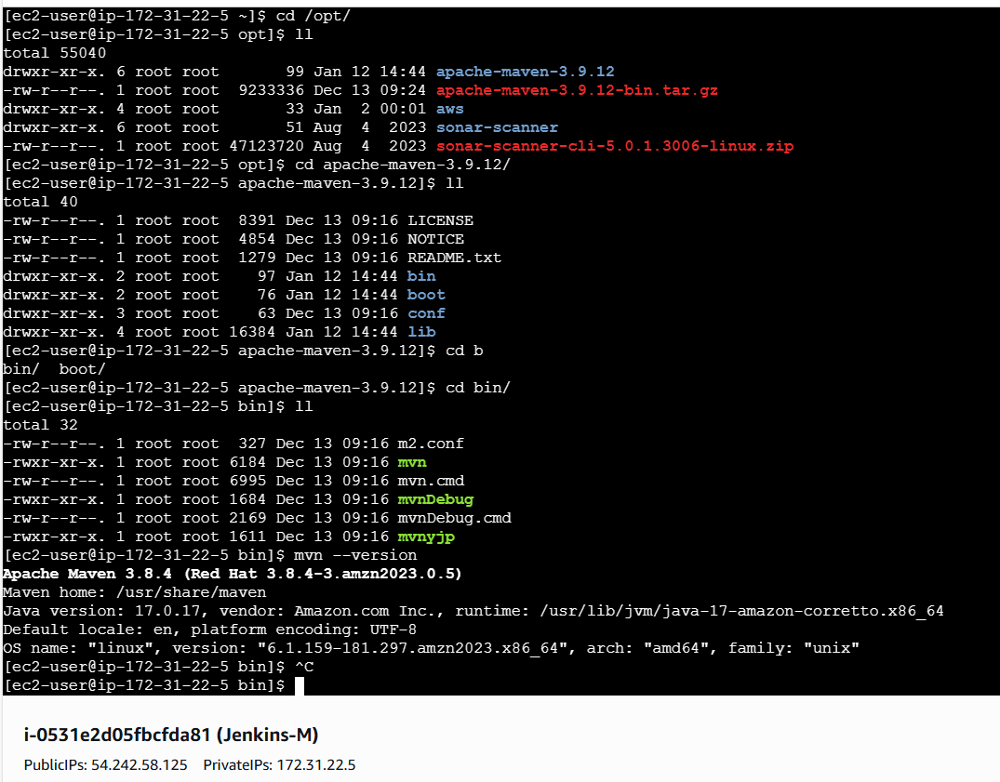 [ec2-user@ip-172-31-22-5 ~]$ cd /opt/
[ec2-user@ip-172-31-22-5 opt]$ ll
total 55040
drwxr-xr-x. 6 root root       99 Jan 12 14:44 apache-maven-3.9.12
-rw-r--r--. 1 root root  9233336 Dec 13 09:24 apache-maven-3.9.12-bin.tar.gz
drwxr-xr-x. 4 root root       33 Jan  2 00:01 aws
drwxr-xr-x. 6 root root       51 Aug  4  2023 sonar-scanner
-rw-r--r--. 1 root root 47123720 Aug  4  2023 sonar-scanner-cli-5.0.1.3006-linux.zip
[ec2-user@ip-172-31-22-5 opt]$ cd apache-maven-3.9.12/
[ec2-user@ip-172-31-22-5 apache-maven-3.9.12]$ ll
total 40
-rw-r--r--. 1 root root  8391 Dec 13 09:16 LICENSE
-rw-r--r--. 1 root root  4854 Dec 13 09:16 NOTICE
-rw-r--r--. 1 root root  1279 Dec 13 09:16 README.txt
drwxr-xr-x. 2 root root    97 Jan 12 14:44 bin
drwxr-xr-x. 2 root root    76 Jan 12 14:44 boot
drwxr-xr-x. 3 root root    63 Dec 13 09:16 conf
drwxr-xr-x. 4 root root 16384 Jan 12 14:44 lib
[ec2-user@ip-172-31-22-5 apache-maven-3.9.12]$ cd b
bin/  boot/
[ec2-user@ip-172-31-22-5 apache-maven-3.9.12]$ cd bin/
[ec2-user@ip-172-31-22-5 bin]$ ll
total 32
-rw-r--r--. 1 root root  327 Dec 13 09:16 m2.conf
-rwxr-xr-x. 1 root root 6184 Dec 13 09:16 mvn
-rw-r--r--. 1 root root 6995 Dec 13 09:16 mvn.cmd
-rwxr-xr-x. 1 root root 1684 Dec 13 09:16 mvnDebug
-rw-r--r--. 1 root root 2169 Dec 13 09:16 mvnDebug.cmd
-rwxr-xr-x. 1 root root 1611 Dec 13 09:16 mvnyjp
[ec2-user@ip-172-31-22-5 bin]$ mvn --version
Apache Maven 3.8.4 (Red Hat 3.8.4-3.amzn2023.0.5)
Maven home: /usr/share/maven
Java version: 17.0.17, vendor: Amazon.com Inc., runtime: /usr/lib/jvm/java-17-amazon-corretto.x86_64
Default locale: en, platform encoding: UTF-8
OS name: "linux", version: "6.1.159-181.297.amzn2023.x86_64", arch: "amd64", family: "unix"
[ec2-user@ip-172-31-22-5 bin]$ ^C
[ec2-user@ip-172-31-22-5 bin]$
i-0531e2d05fbcfda81 (Jenkins-M)
PublicIPs: 54.242.58.125    PrivateIPs: 172.31.22.5